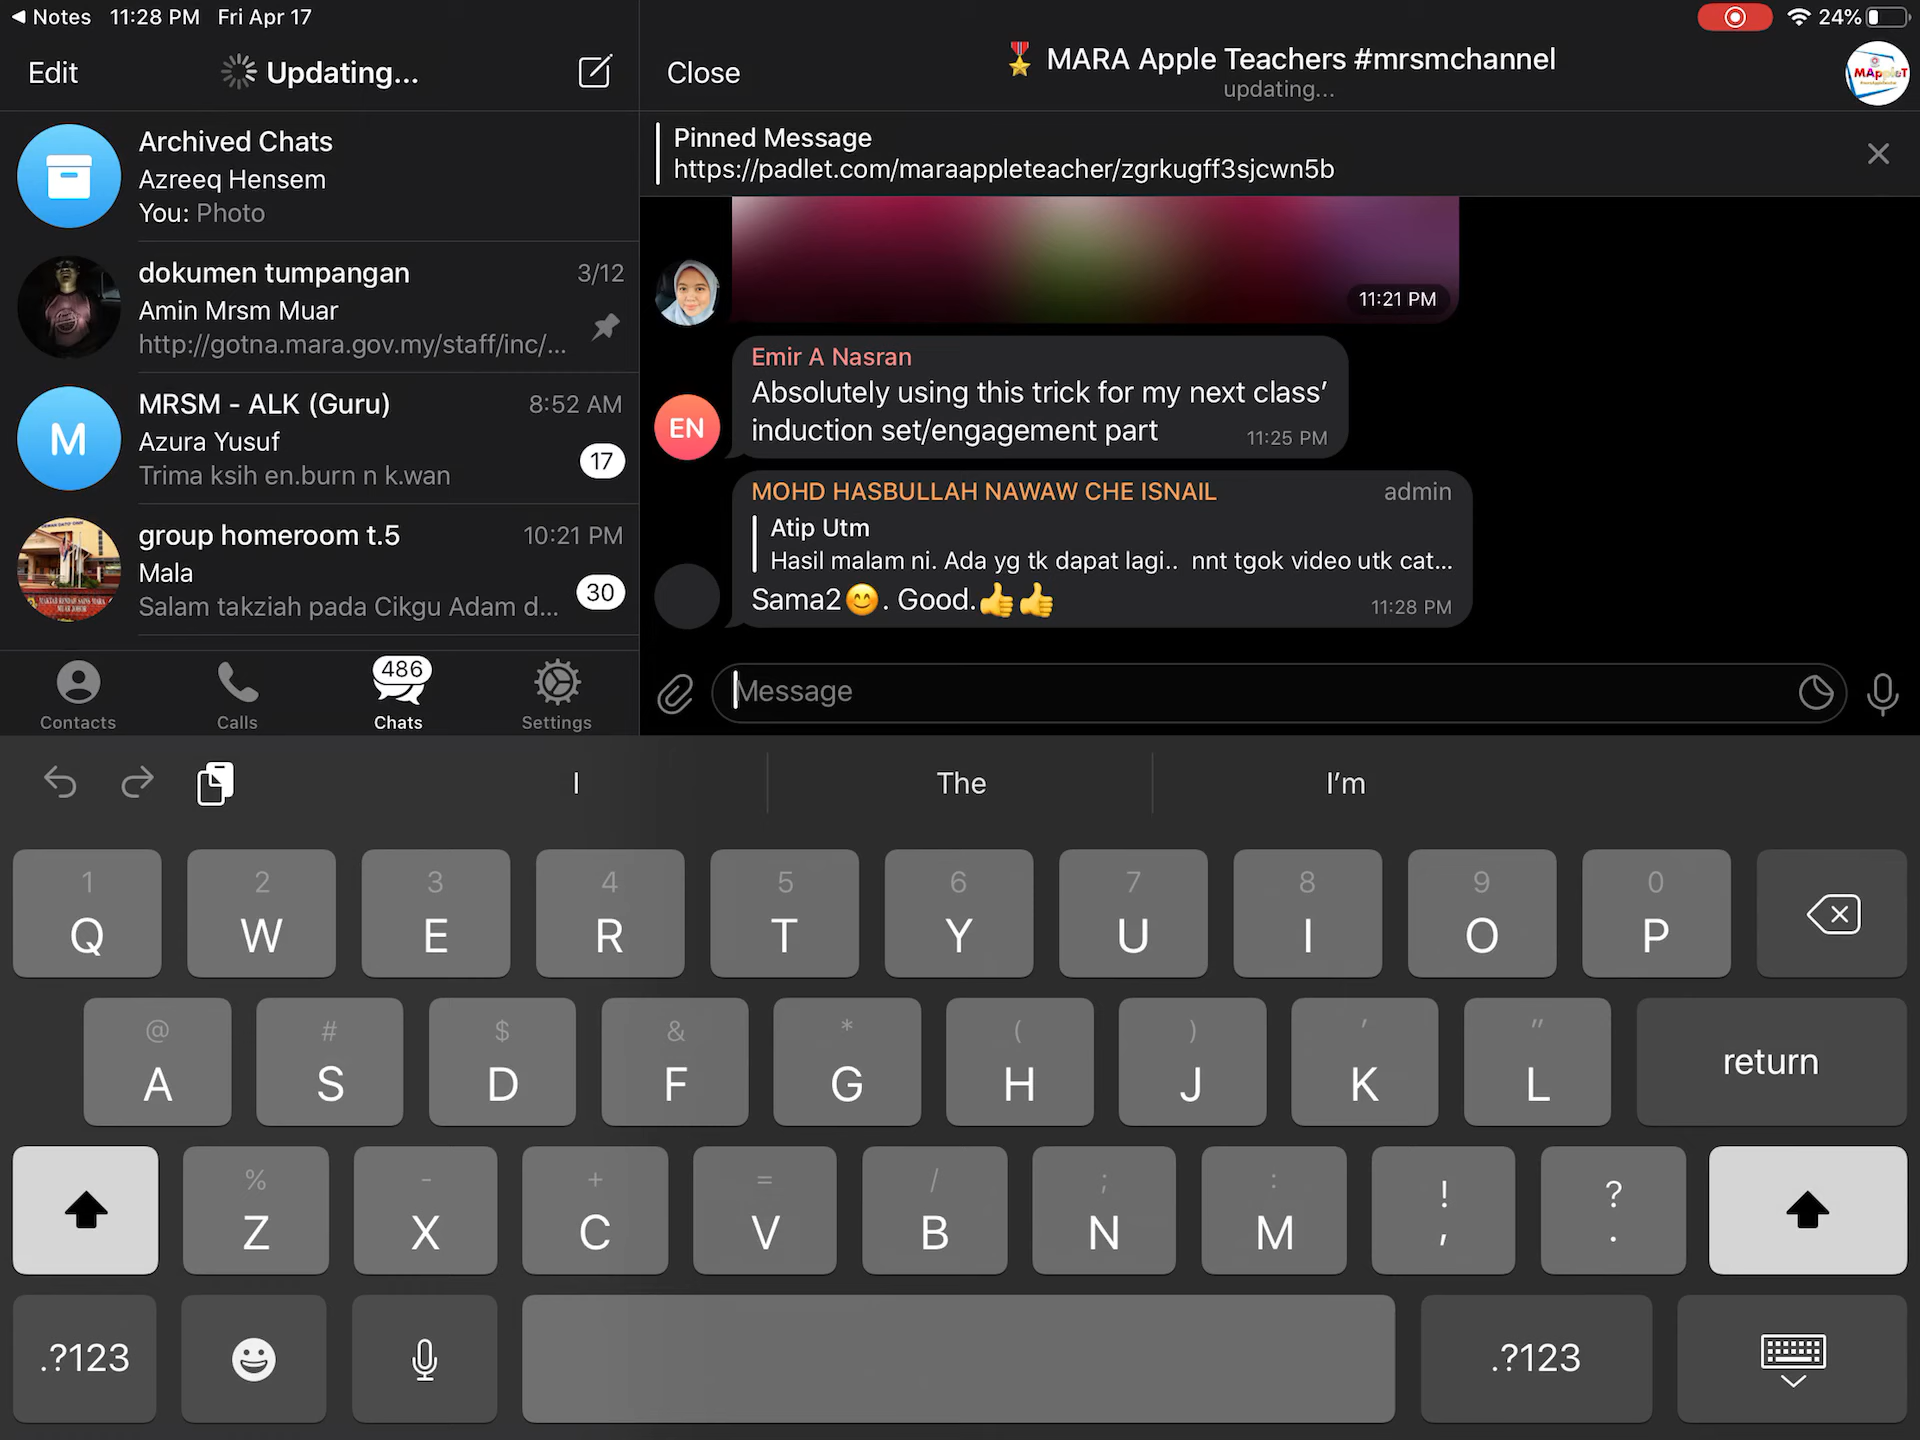 Notes 11:28 PM Fri Apr 17
24%
Edit
Updating...
Archived Chats
Azreeq Hensem
You: Photo
dokumen tumpangan 3/12
Amin Mrsm Muar
http://gotna.mara.gov.my/staff/inc/...
M
MRSM - ALK (Guru) 8:52 AM
Azura Yusuf
Trima ksih en.burn n k.wan
17
group homeroom t.5 10:21 PM
Mala
Salam takziah pada Cikgu Adam d...
30
486
Contacts Calls Chats Settings
Close
MARA Apple Teachers #mrsmchannel
updating...
MAppleT
Pinned Message
https://padlet.com/maraappleteacher/zgrkugff3sjcwn5b
11:21 PM
Emir A Nasran
Absolutely using this trick for my next class’
induction set/engagement part
11:25 PM
EN
MOHD HASBULLAH NAWAW CHE ISNAIL admin
Atip Utm
Hasil malam ni. Ada yg tk dapat lagi.. nnt tgok video utk cat...
Sama2😊. Good.👍👍
11:28 PM
Message
I The I’m
1 2 3 4 5 6 7 8 9 0
Q W E R T Y U I O P
@ # $ & * ( ) ' "
A S D F G H J K L return
% - + = / ; : ! ?
Z X C V B N M , .
.?123 .?123